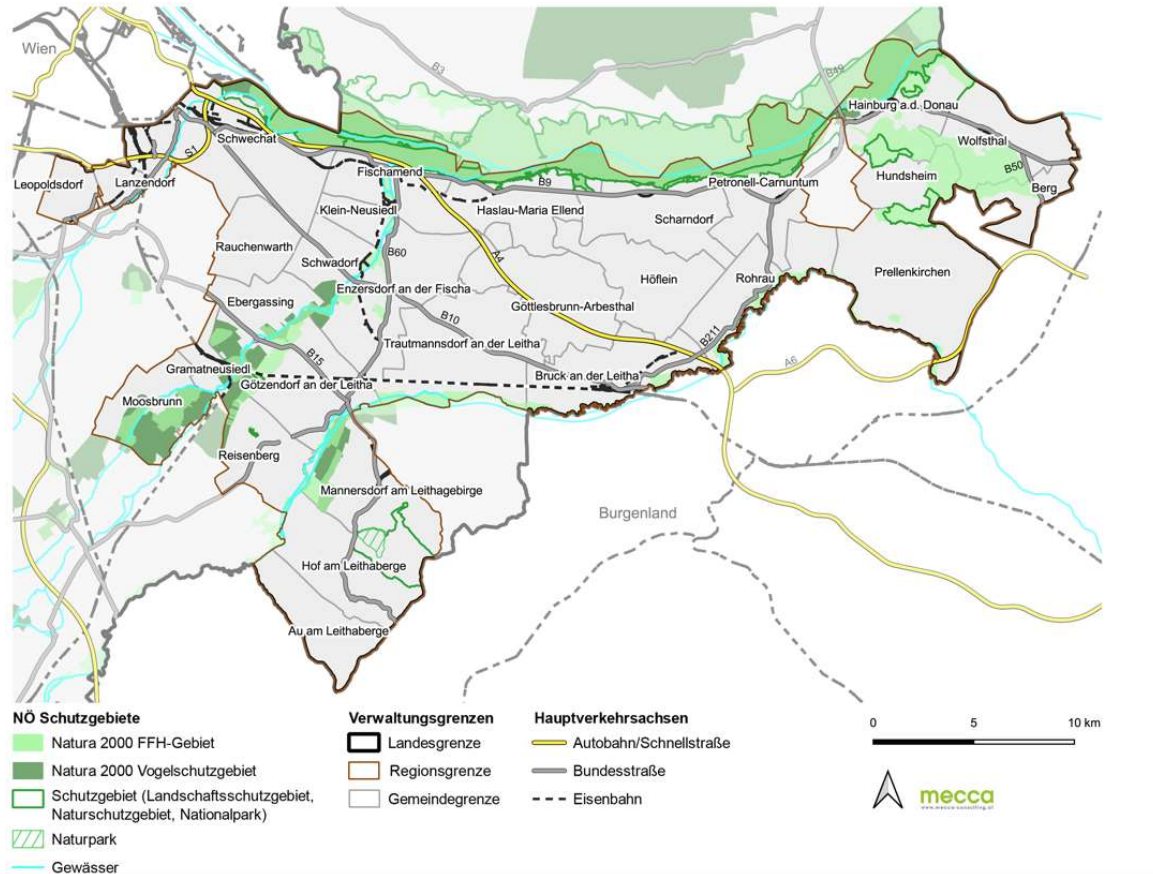 Wien
B3
B49
Hainburg a.d. Donau
Schwechat
Wolfsthal
S1
Fischamend
B50
Leopoldsdorf
Lanzendorf
Hundsheim
B9
Petronell-Carnuntum
Berg
Klein-Neusiedl
Haslau-Maria Ellend
Scharndorf
Rauchenwarth
B60
A4
Schwadorf
Prellenkirchen
Höflein
Rohrau
Enzersdorf an der Fischa
Ebergassing
Göttlesbrunn-Arbesthal
B10
B211
Trautmannsdorf an der Leitha
B15
A6
Gramatneusiedl
Bruck an der Leitha
Götzendorf an der Leitha
Moosbrunn
Reisenberg
Mannersdorf am Leithagebirge
Burgenland
Hof am Leithaberge
Au am Leithaberge
NÖ Schutzgebiete
Natura 2000 FFH-Gebiet
Natura 2000 Vogelschutzgebiet
Schutzgebiet (Landschaftsschutzgebiet,
Naturschutzgebiet, Nationalpark)
Naturpark
Gewässer
Verwaltungsgrenzen
Landesgrenze
Regionsgrenze
Gemeindegrenze
Hauptverkehrsachsen
Autobahn/Schnellstraße
Bundesstraße
Eisenbahn
0 5 10 km
mecca
www.mecca-consulting.at